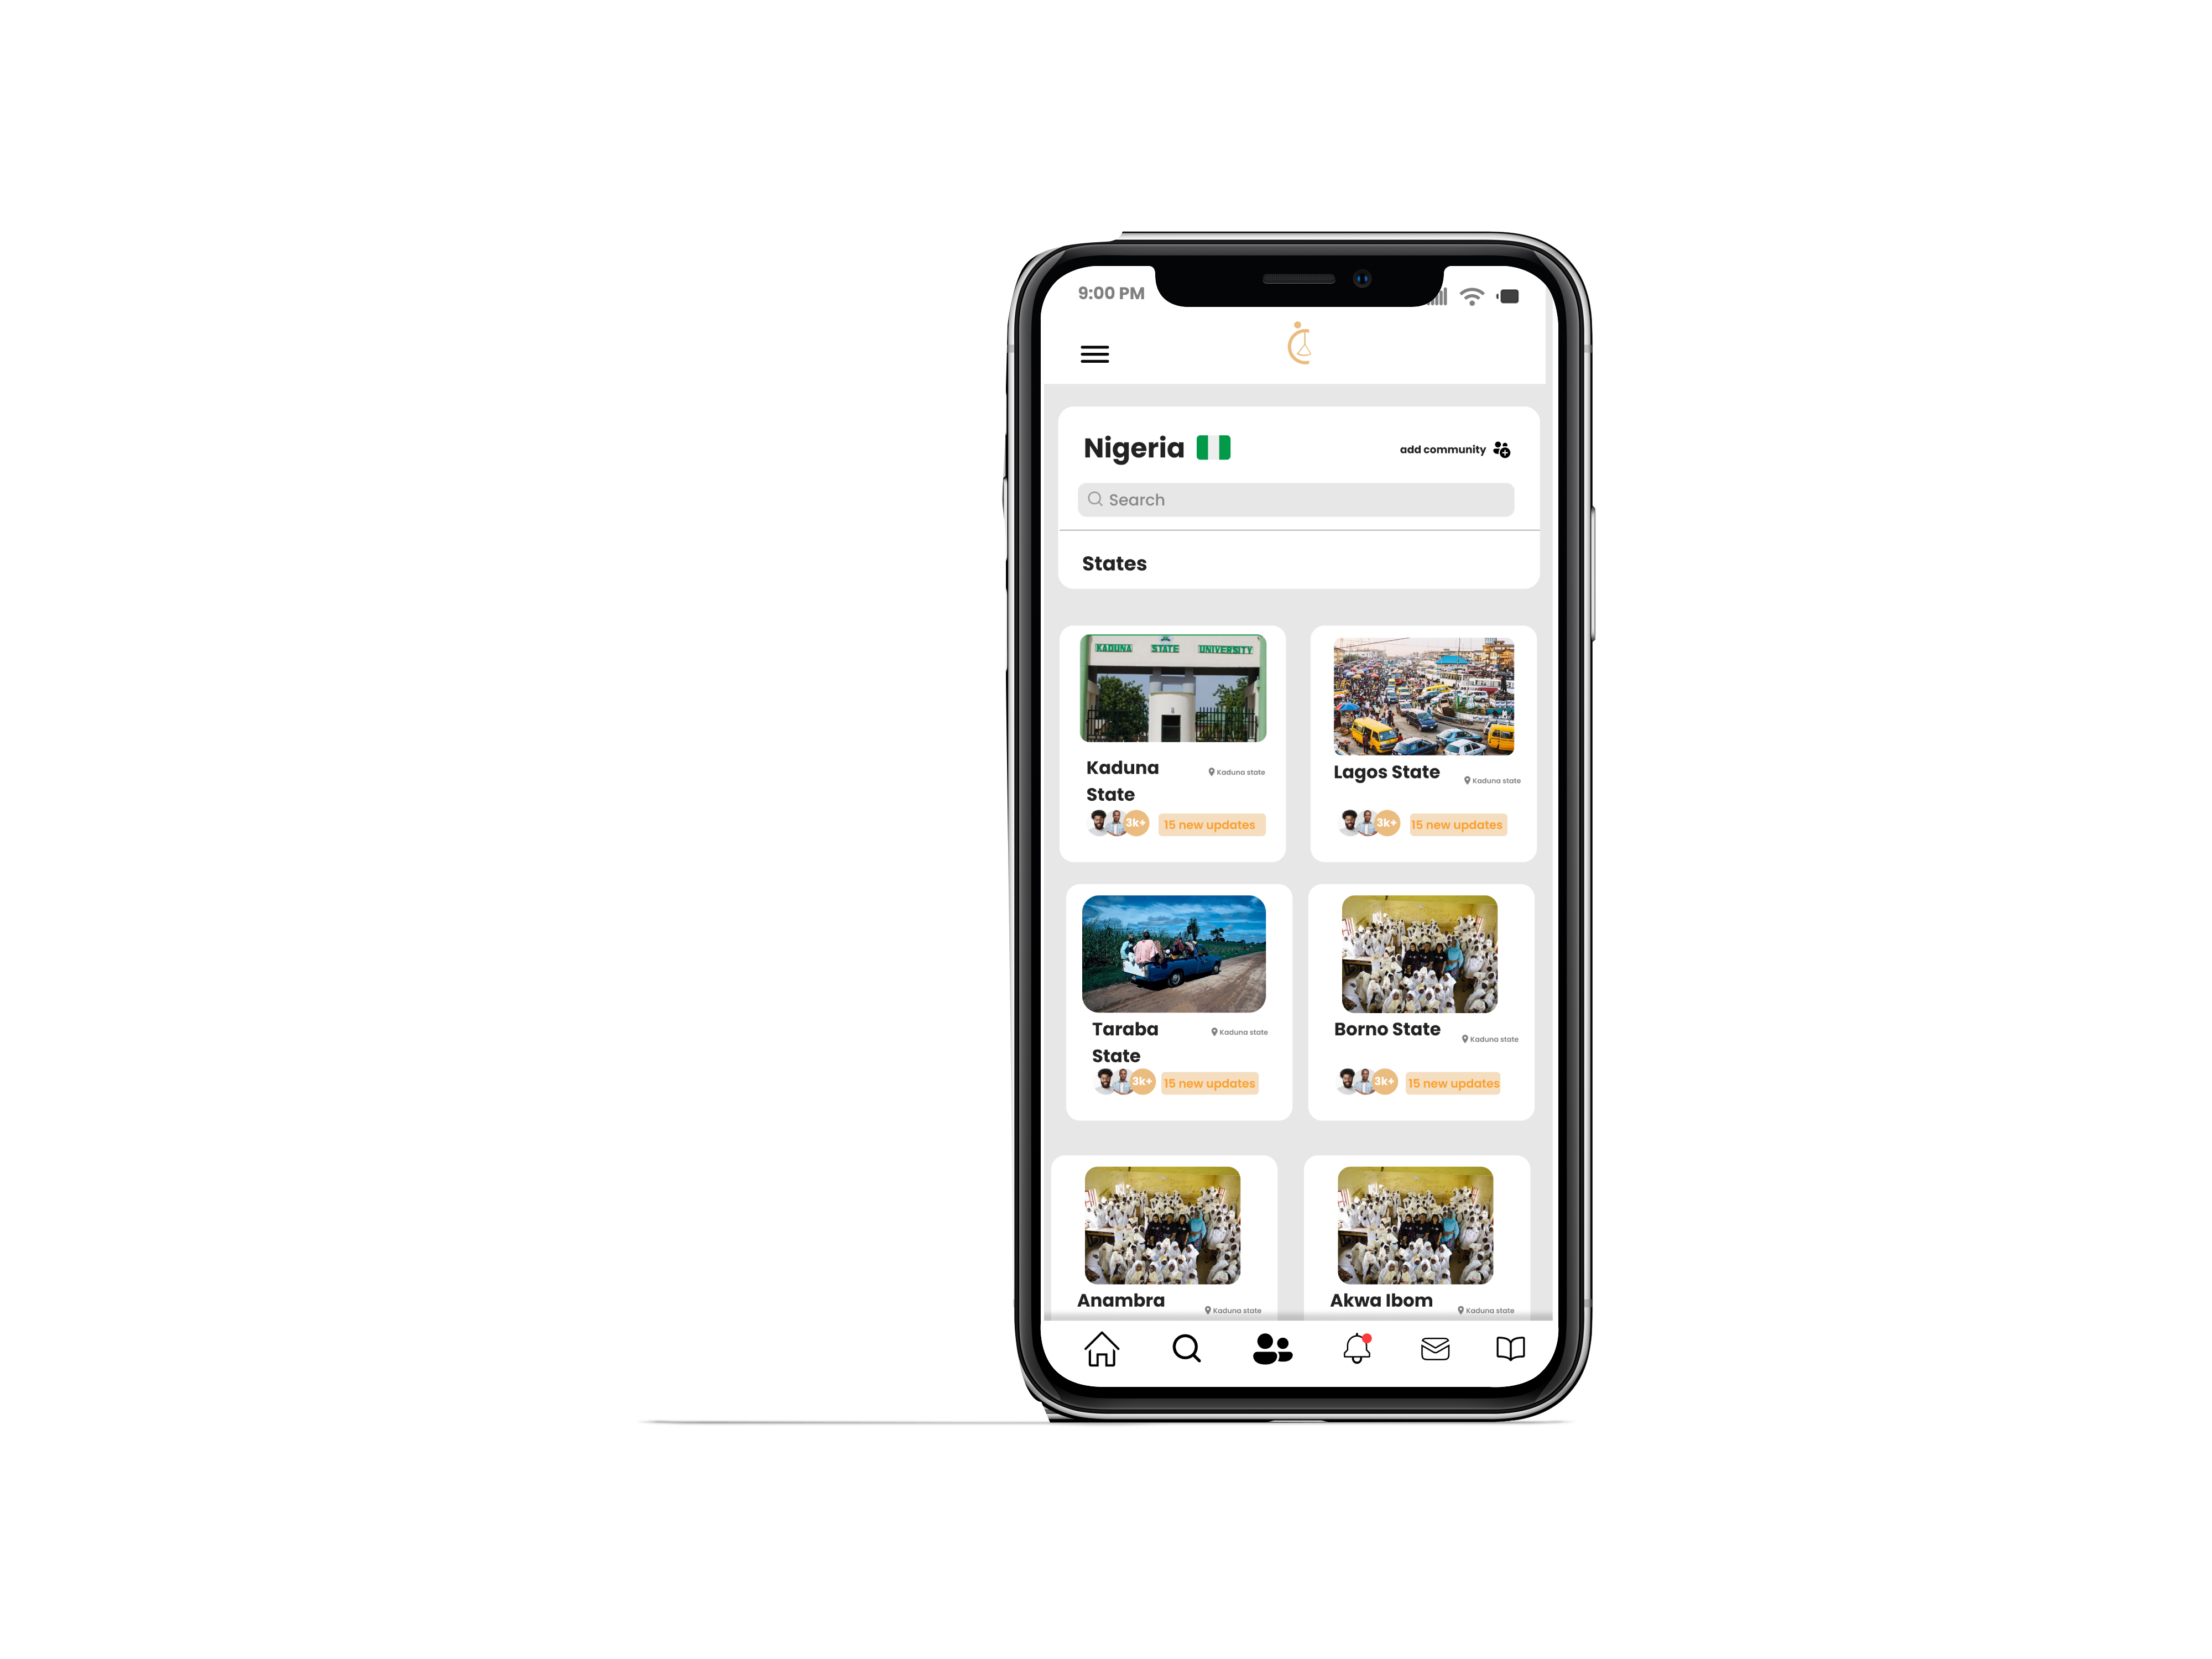 9:00 PM
Nigeria
add community
Search
States
KADUNA STATE UNIVERSITY
Kaduna
State
Kaduna state
3k+
15 new updates
Lagos State
Kaduna state
3k+
15 new updates
Taraba
State
Kaduna state
3k+
15 new updates
Borno State
Kaduna state
3k+
15 new updates
Anambra
Kaduna state
Akwa Ibom
Kaduna state